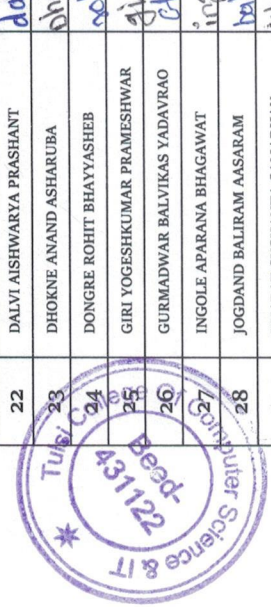 22 DALVI AISHWARYA PRASHANT
23 DHOKNE ANAND ASHARUBA
24 DONGRE ROHIT BHAYYASHEB
25 GIRI YOGESHKUMAR PRAMESHWAR
26 GURMADWAR BALVIKAS YADAVRAO
27 INGOLE APARANA BHAGAWAT
28 JOGDAND BALIRAM AASARAM
Tulsi College Of Computer Science & IT
Beed-
431122